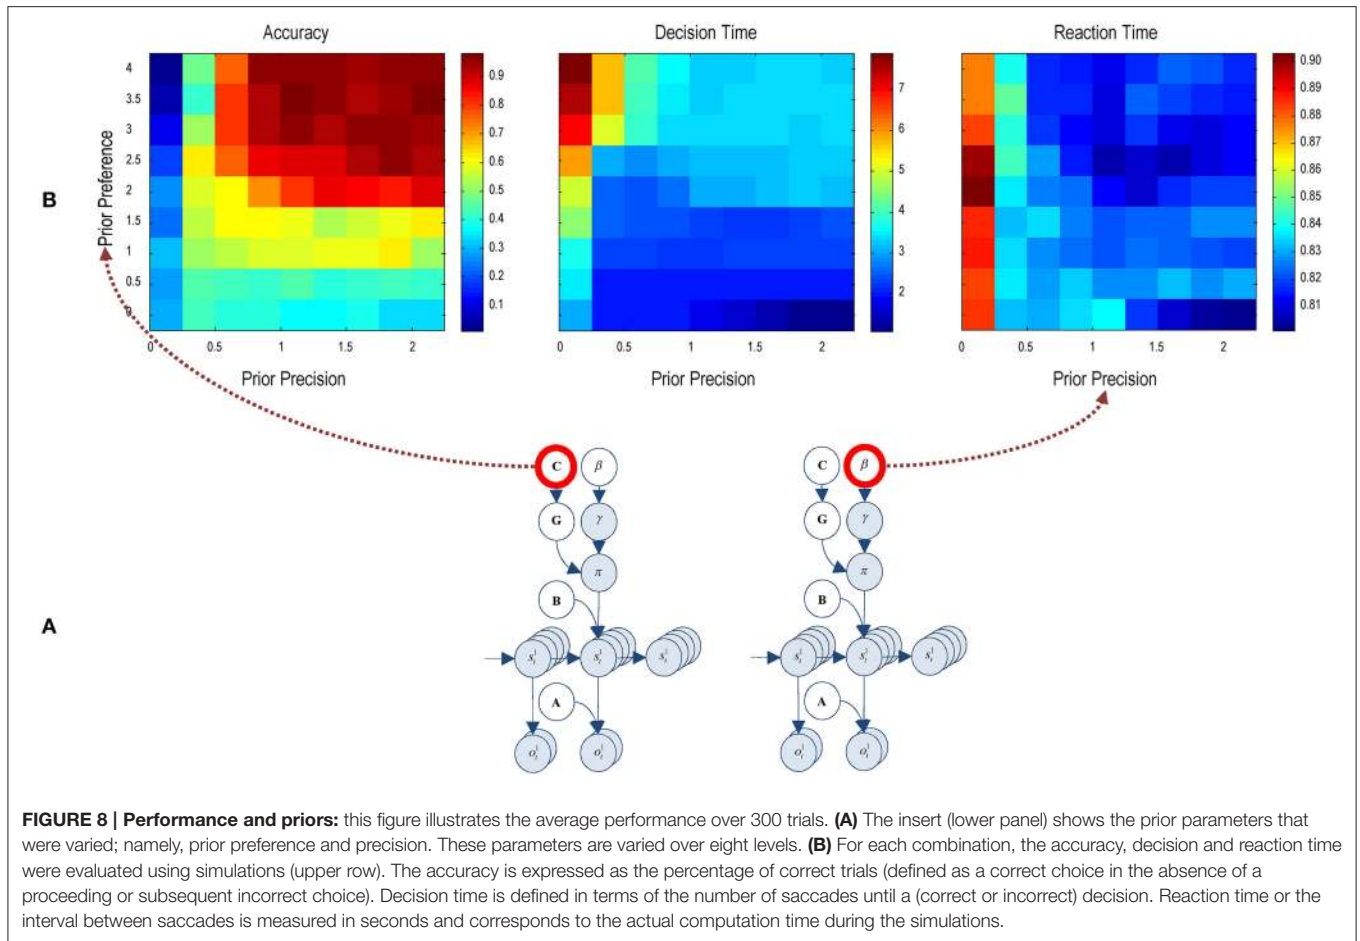 Accuracy
Decision Time
Reaction Time
B
Prior Preference
4
3.5
3
2.5
2
1.5
1
0.5
0
0
0.5
1
1.5
2
Prior Precision
0.9
0.8
0.7
0.6
0.5
0.4
0.3
0.2
0.1
0
0.5
1
1.5
2
Prior Precision
7
6
5
4
3
2
0
0.5
1
1.5
2
Prior Precision
0.90
0.89
0.88
0.87
0.86
0.85
0.84
0.83
0.82
0.81
A
C β
G γ
π
B
A
C β
G γ
π
B
A
FIGURE 8 | Performance and priors: this figure illustrates the average performance over 300 trials. (A) The insert (lower panel) shows the prior parameters that
were varied; namely, prior preference and precision. These parameters are varied over eight levels. (B) For each combination, the accuracy, decision and reaction time
were evaluated using simulations (upper row). The accuracy is expressed as the percentage of correct trials (defined as a correct choice in the absence of a
proceeding or subsequent incorrect choice). Decision time is defined in terms of the number of saccades until a (correct or incorrect) decision. Reaction time or the
interval between saccades is measured in seconds and corresponds to the actual computation time during the simulations.